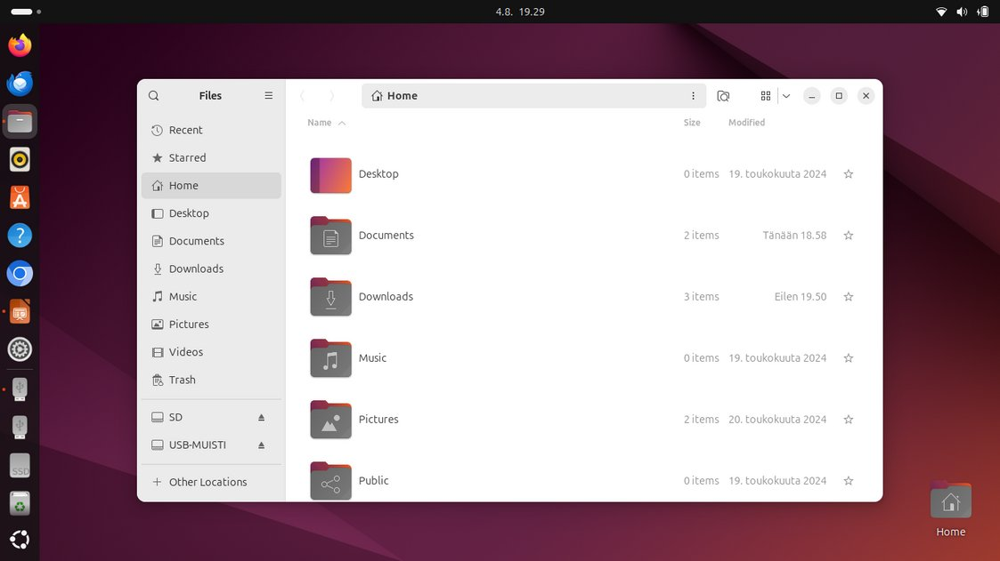 4.8. 19.29
Files
Home
Name
Size
Modified
Recent
Starred
Home
Desktop
Documents
Downloads
Music
Pictures
Videos
Trash
SD
USB-MUISTI
Other Locations
Desktop 0 items 19. toukokuuta 2024
Documents 2 items Tänään 18.58
Downloads 3 items Eilen 19.50
Music 0 items 19. toukokuuta 2024
Pictures 2 items 20. toukokuuta 2024
Public 0 items 19. toukokuuta 2024
SSD
Home